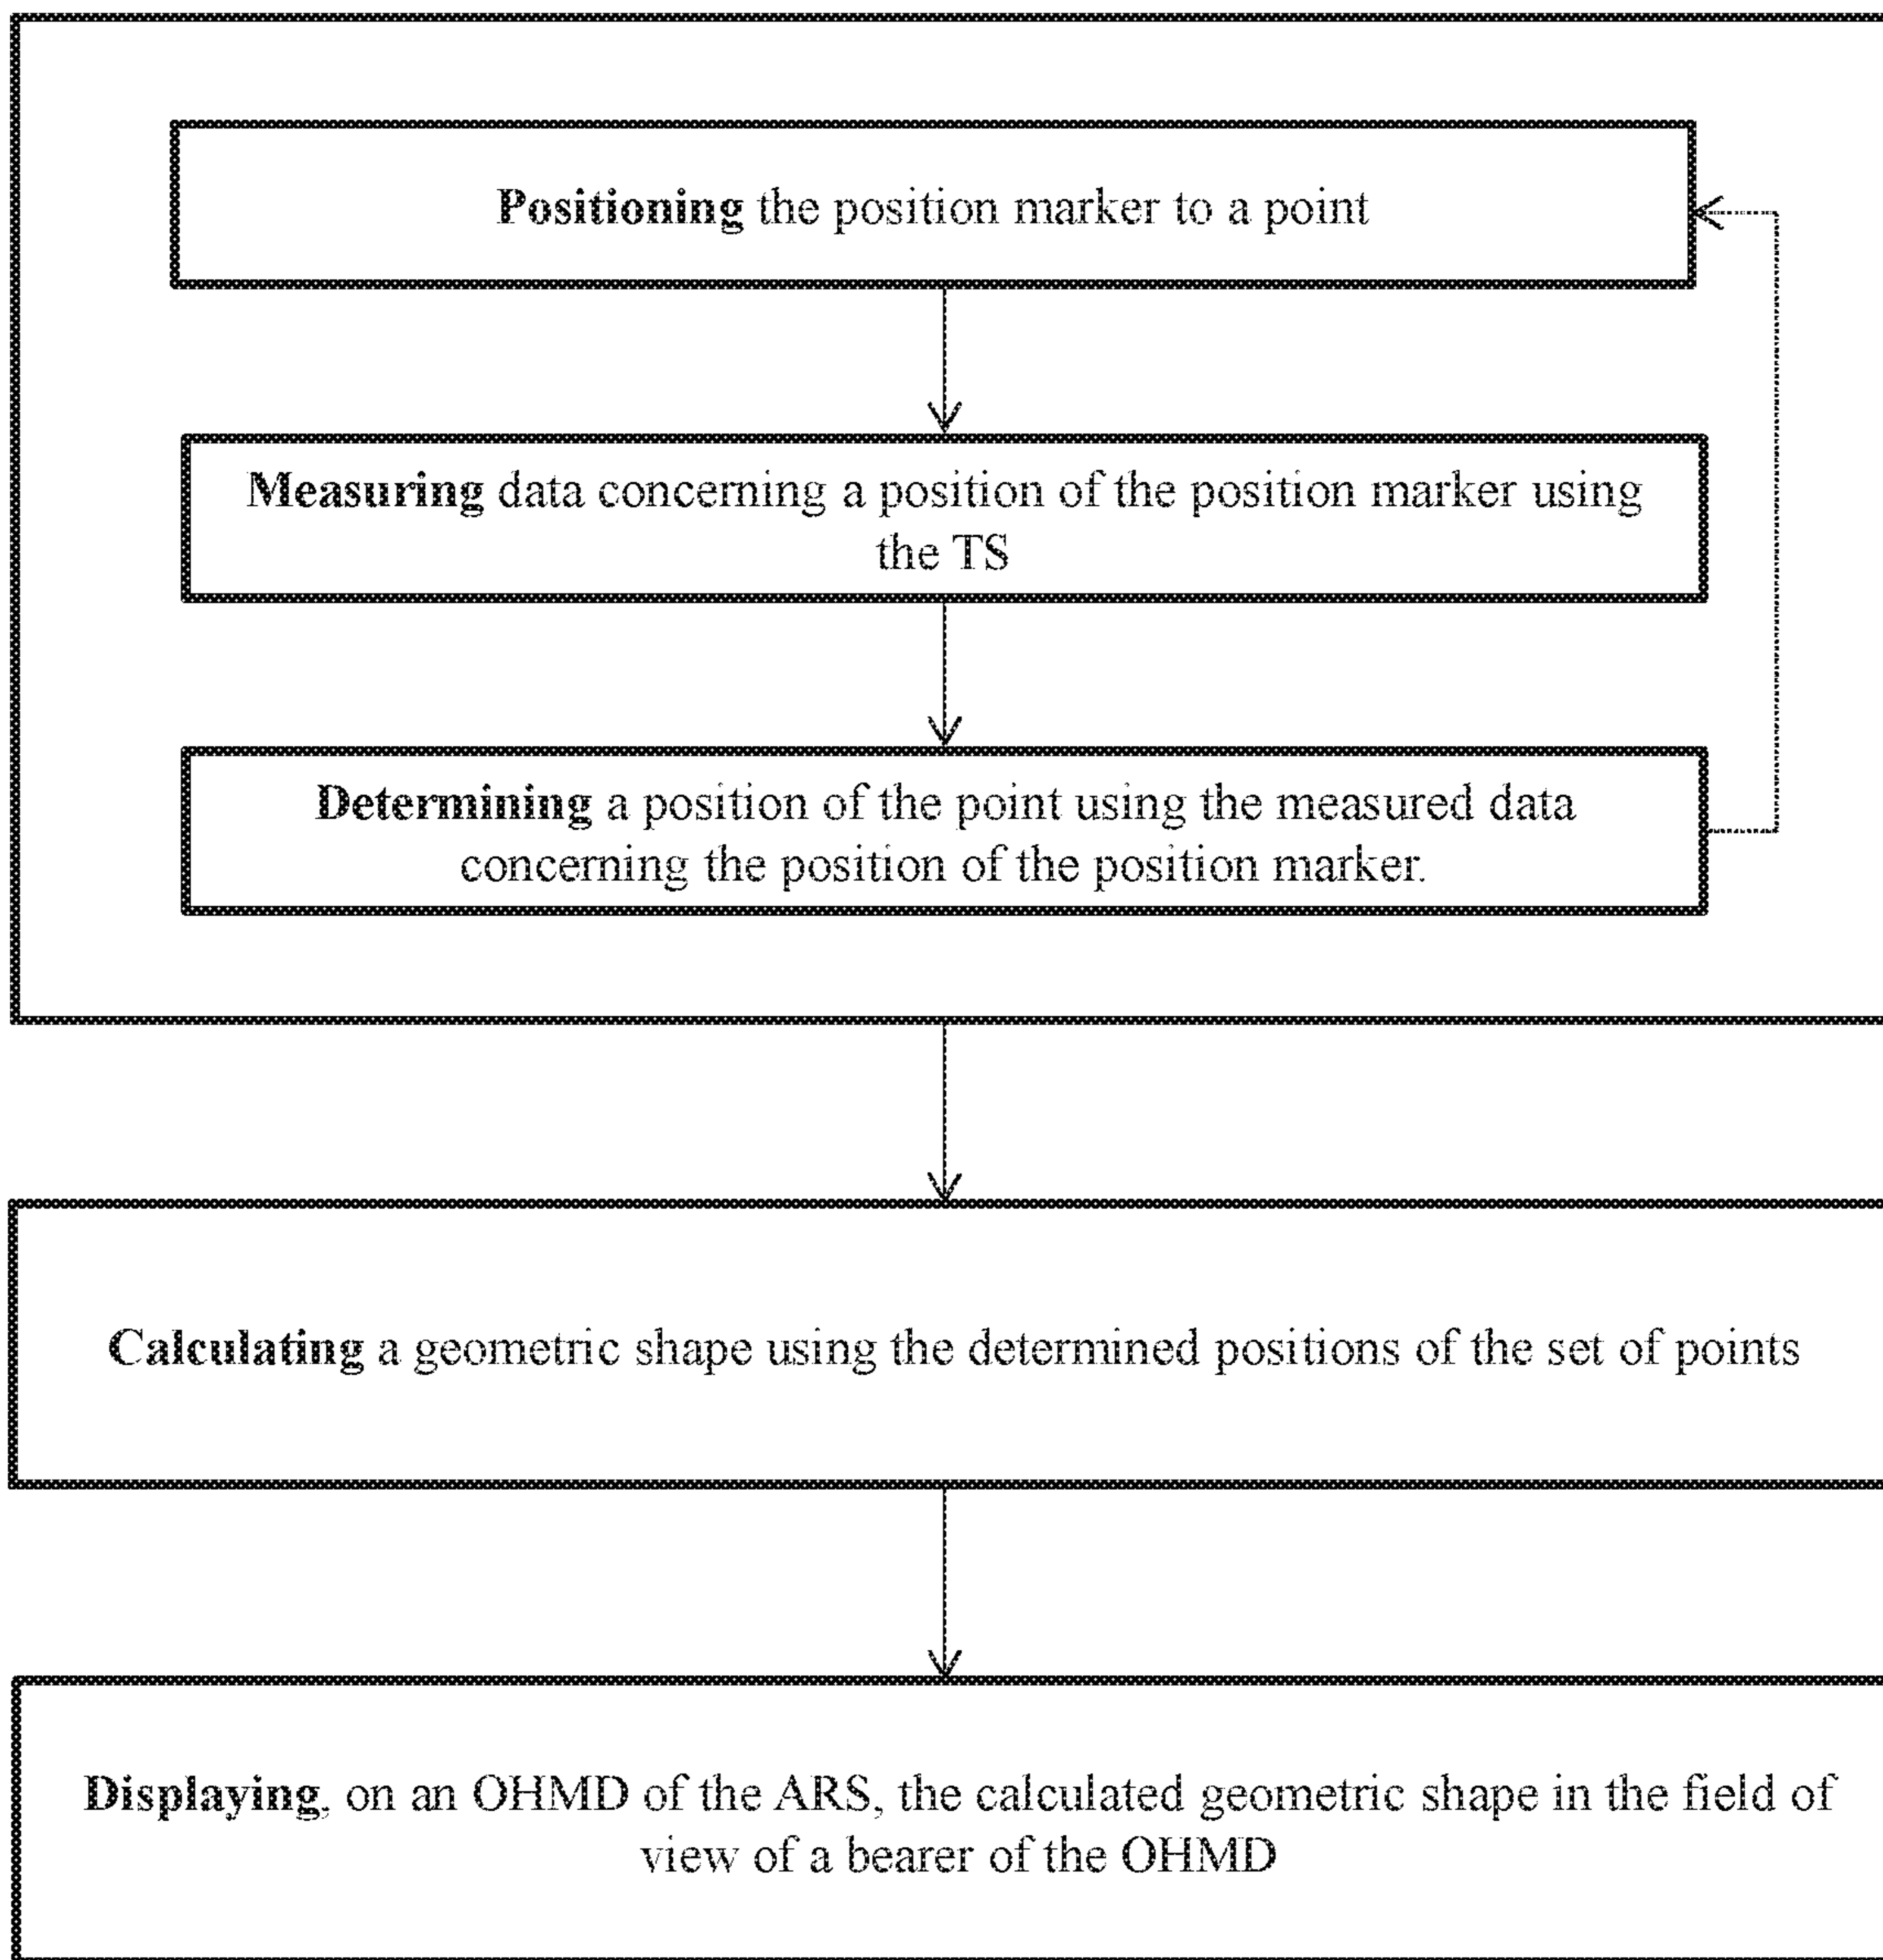 Positioning the position marker to a point
Measuring data concerning a position of the position marker using
the TS
Determining a position of the point using the measured data
concerning the position of the position marker.
Calculating a geometric shape using the determined positions of the set of points
Displaying, on an OHMD of the ARS, the calculated geometric shape in the field of
view of a bearer of the OHMD